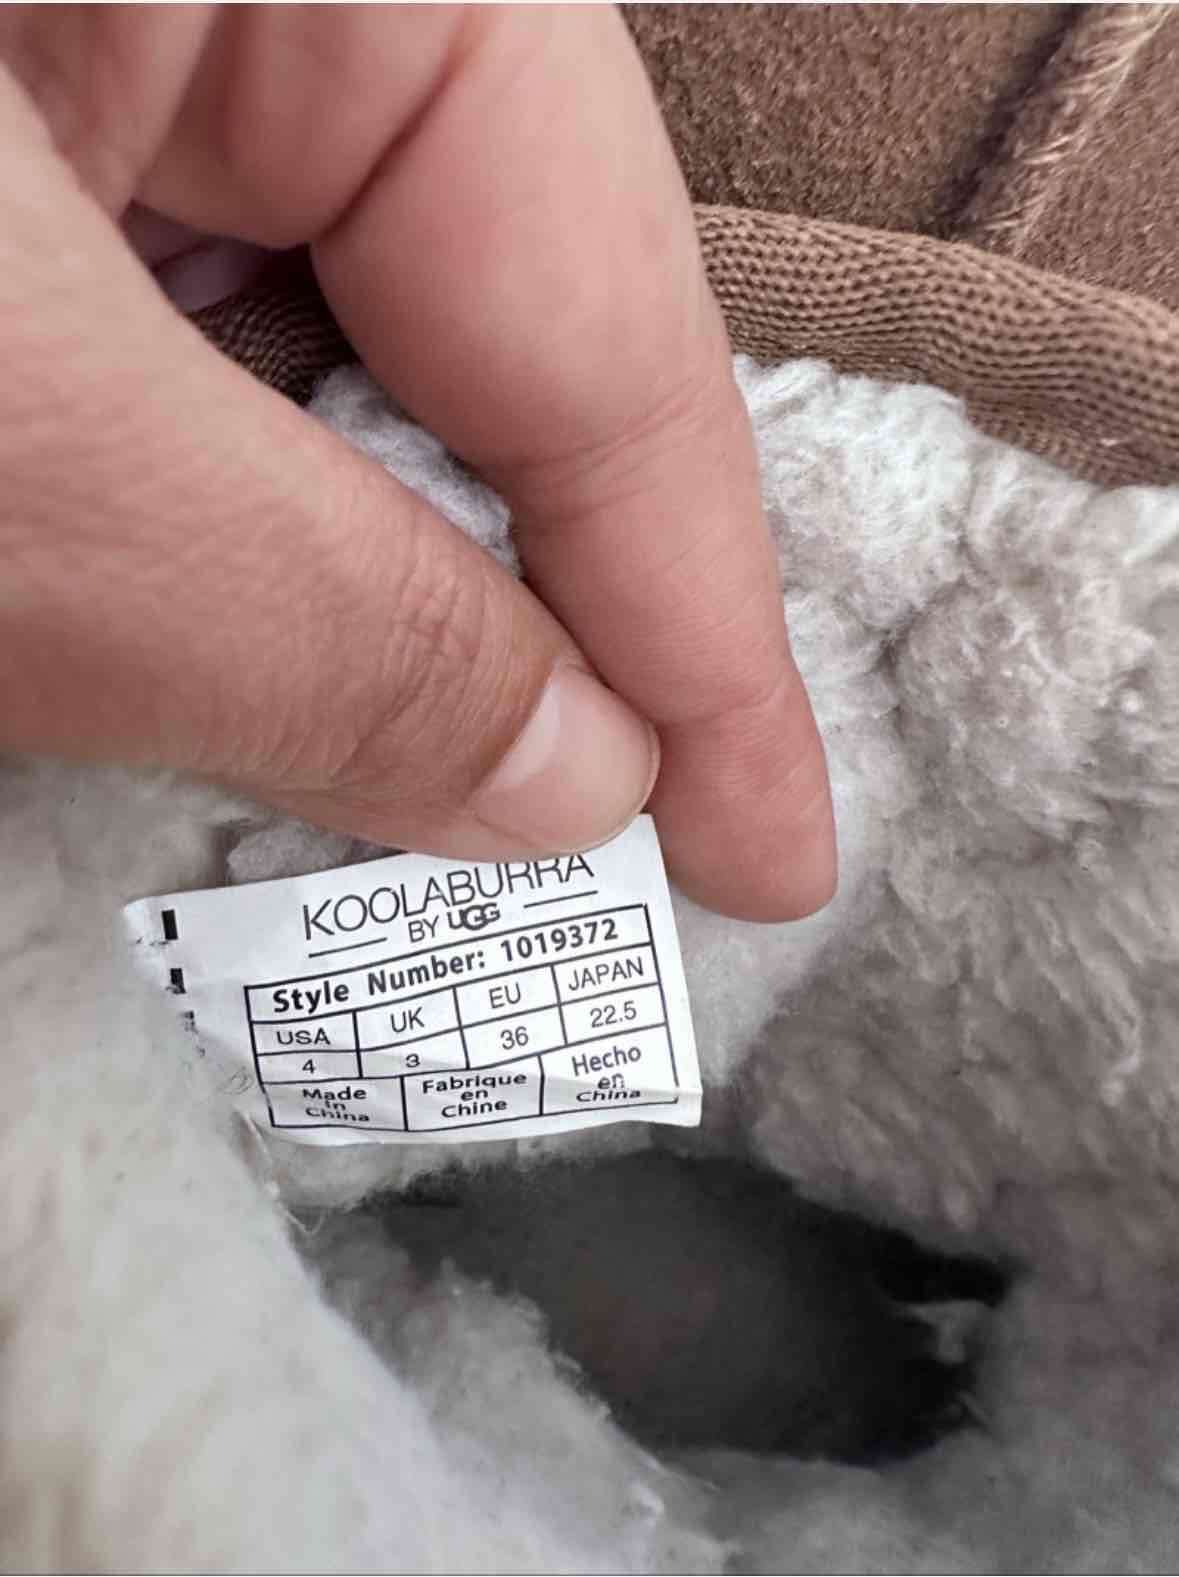 KOOLABURRA
BY UGG
Style Number: 1019372
USA UK EU JAPAN
4 3 36 22.5
Made in China
Fabrique en Chine
Hecho en China